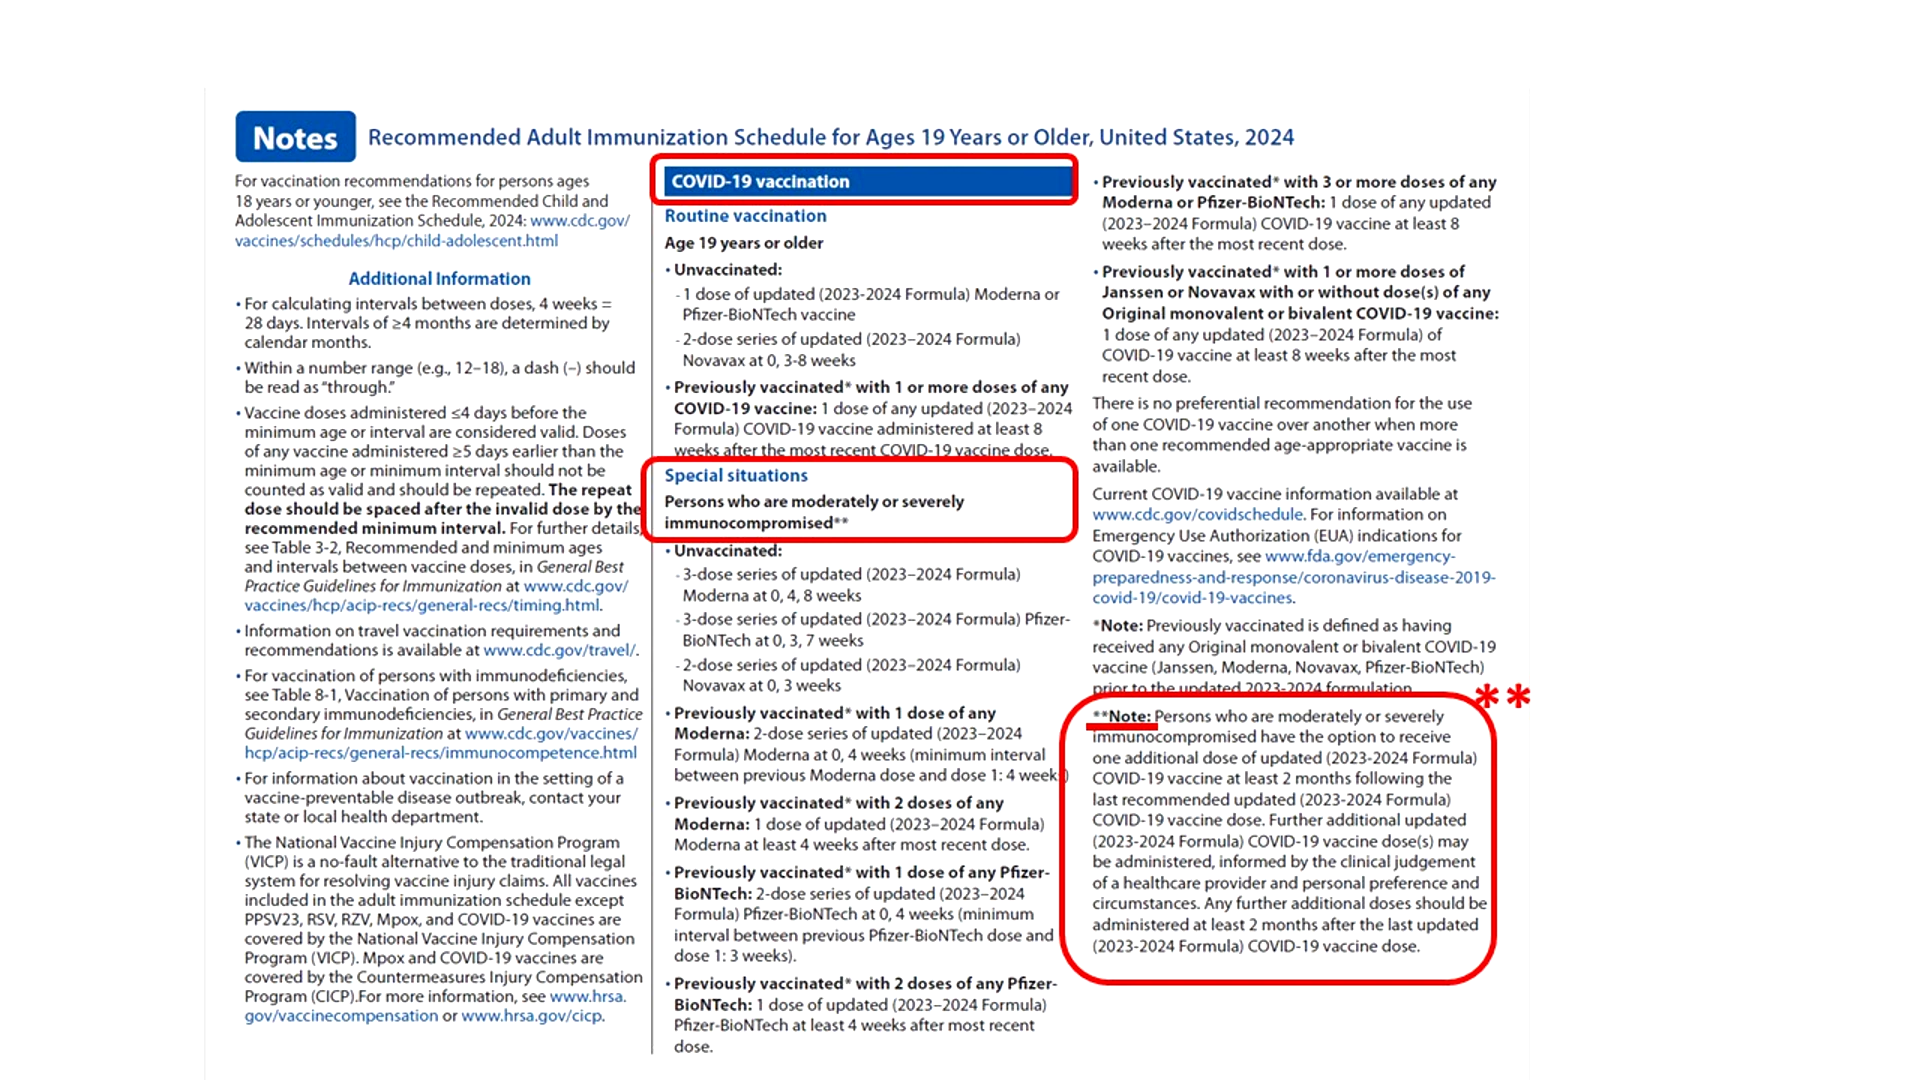 Notes Recommended Adult Immunization Schedule for Ages 19 Years or Older, United States, 2024
For vaccination recommendations for persons ages
18 years or younger, see the Recommended Child and
Adolescent Immunization Schedule, 2024: www.cdc.gov/
vaccines/schedules/hcp/child-adolescent.html
Additional Information
• For calculating intervals between doses, 4 weeks =
28 days. Intervals of ≥4 months are determined by
calendar months.
• Within a number range (e.g., 12–18), a dash (–) should
be read as “through.”
• Vaccine doses administered ≤4 days before the
minimum age or interval are considered valid. Doses
of any vaccine administered ≥5 days earlier than the
minimum age or minimum interval should not be
counted as valid and should be repeated. The repeat
dose should be spaced after the invalid dose by the
recommended minimum interval. For further details,
see Table 3-2, Recommended and minimum ages
and intervals between vaccine doses, in General Best
Practice Guidelines for Immunization at www.cdc.gov/
vaccines/hcp/acip-recs/general-recs/timing.html.
• Information on travel vaccination requirements and
recommendations is available at www.cdc.gov/travel/.
• For vaccination of persons with immunodeficiencies,
see Table 8-1, Vaccination of persons with primary and
secondary immunodeficiencies, in General Best Practice
Guidelines for Immunization at www.cdc.gov/vaccines/
hcp/acip-recs/general-recs/immunocompetence.html
• For information about vaccination in the setting of a
vaccine-preventable disease outbreak, contact your
state or local health department.
• The National Vaccine Injury Compensation Program
(VICP) is a no-fault alternative to the traditional legal
system for resolving vaccine injury claims. All vaccines
included in the adult immunization schedule except
PPSV23, RSV, RZV, Mpox, and COVID-19 vaccines are
covered by the National Vaccine Injury Compensation
Program (VICP). Mpox and COVID-19 vaccines are
covered by the Countermeasures Injury Compensation
Program (CICP).For more information, see www.hrsa.
gov/vaccinecompensation or www.hrsa.gov/cicp.
COVID-19 vaccination
Routine vaccination
Age 19 years or older
• Unvaccinated:
- 1 dose of updated (2023-2024 Formula) Moderna or
Pfizer-BioNTech vaccine
- 2-dose series of updated (2023–2024 Formula)
Novavax at 0, 3-8 weeks
• Previously vaccinated* with 1 or more doses of any
COVID-19 vaccine: 1 dose of any updated (2023–2024
Formula) COVID-19 vaccine administered at least 8
weeks after the most recent COVID-19 vaccine dose.
Special situations
Persons who are moderately or severely
immunocompromised**
• Unvaccinated:
- 3-dose series of updated (2023–2024 Formula)
Moderna at 0, 4, 8 weeks
- 3-dose series of updated (2023–2024 Formula) Pfizer-
BioNTech at 0, 3, 7 weeks
- 2-dose series of updated (2023–2024 Formula)
Novavax at 0, 3 weeks
• Previously vaccinated* with 1 dose of any
Moderna: 2-dose series of updated (2023–2024
Formula) Moderna at 0, 4 weeks (minimum interval
between previous Moderna dose and dose 1: 4 weeks)
• Previously vaccinated* with 2 doses of any
Moderna: 1 dose of updated (2023–2024 Formula)
Moderna at least 4 weeks after most recent dose.
• Previously vaccinated* with 1 dose of any Pfizer-
BioNTech: 2-dose series of updated (2023–2024
Formula) Pfizer-BioNTech at 0, 4 weeks (minimum
interval between previous Pfizer-BioNTech dose and
dose 1: 3 weeks).
• Previously vaccinated* with 2 doses of any Pfizer-
BioNTech: 1 dose of updated (2023–2024 Formula)
Pfizer-BioNTech at least 4 weeks after most recent
dose.
• Previously vaccinated* with 3 or more doses of any
Moderna or Pfizer-BioNTech: 1 dose of any updated
(2023–2024 Formula) COVID-19 vaccine at least 8
weeks after the most recent dose.
• Previously vaccinated* with 1 or more doses of
Janssen or Novavax with or without dose(s) of any
Original monovalent or bivalent COVID-19 vaccine:
1 dose of any updated (2023–2024 Formula) of
COVID-19 vaccine at least 8 weeks after the most
recent dose.
There is no preferential recommendation for the use
of one COVID-19 vaccine over another when more
than one recommended age-appropriate vaccine is
available.
Current COVID-19 vaccine information available at
www.cdc.gov/covidschedule. For information on
Emergency Use Authorization (EUA) indications for
COVID-19 vaccines, see www.fda.gov/emergency-
preparedness-and-response/coronavirus-disease-2019-
covid-19/covid-19-vaccines.
*Note: Previously vaccinated is defined as having
received any Original monovalent or bivalent COVID-19
vaccine (Janssen, Moderna, Novavax, Pfizer-BioNTech)
prior to the updated 2023-2024 formulation.
**
**Note: Persons who are moderately or severely
immunocompromised have the option to receive
one additional dose of updated (2023-2024 Formula)
COVID-19 vaccine at least 2 months following the
last recommended updated (2023-2024 Formula)
COVID-19 vaccine dose. Further additional updated
(2023-2024 Formula) COVID-19 vaccine dose(s) may
be administered, informed by the clinical judgement
of a healthcare provider and personal preference and
circumstances. Any further additional doses should be
administered at least 2 months after the last updated
(2023-2024 Formula) COVID-19 vaccine dose.